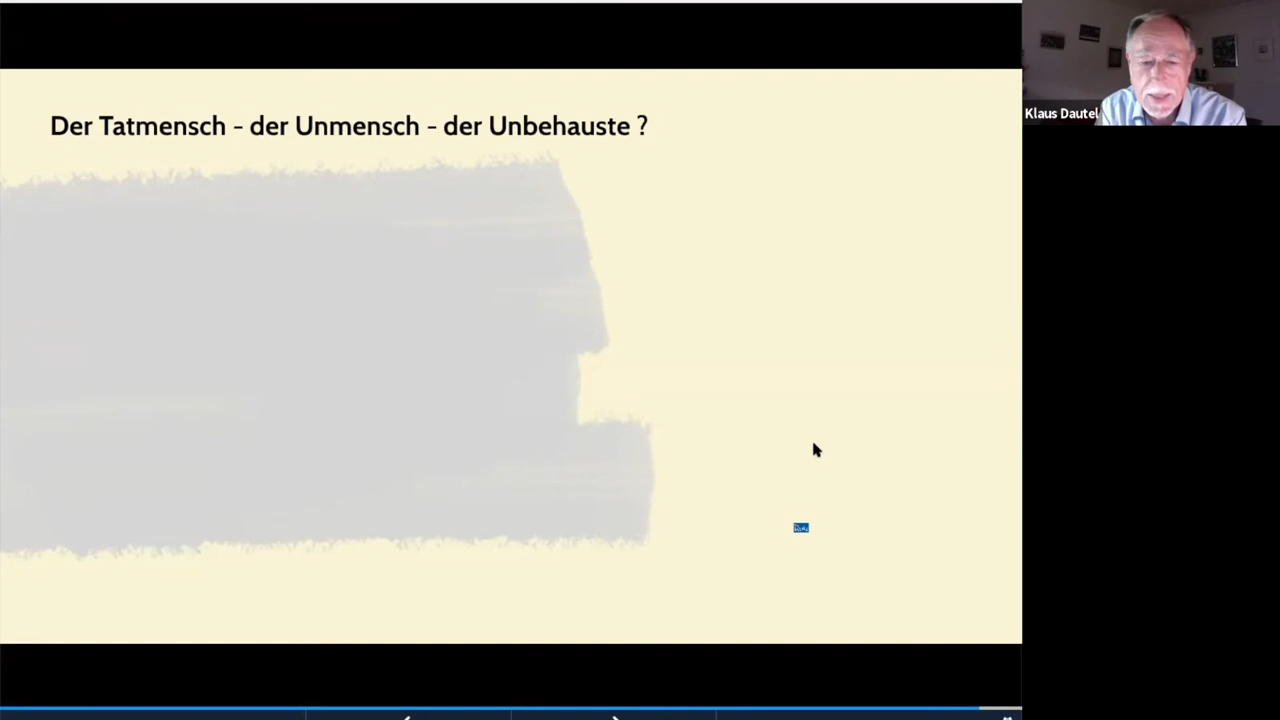 Der Tatmensch - der Unmensch - der Unbehauste ?
Klaus Dautel